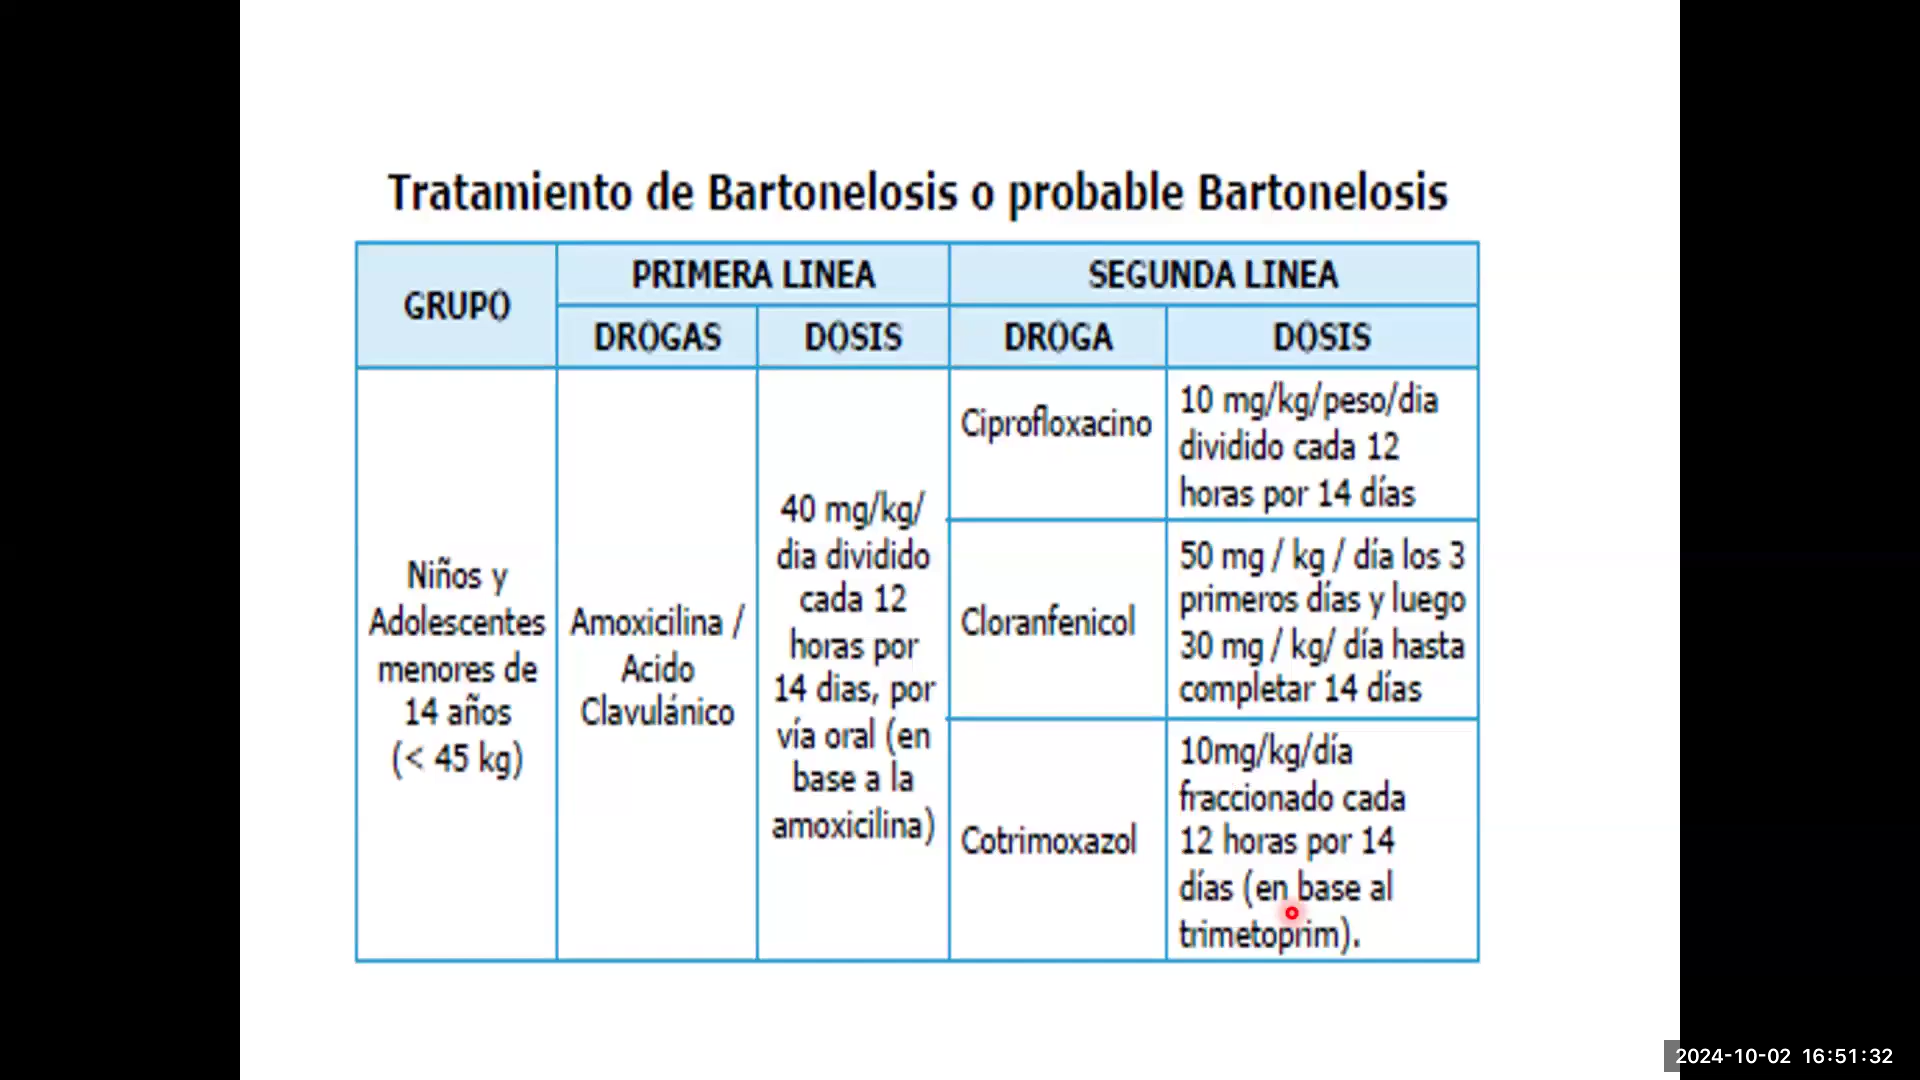 Tratamiento de Bartonelosis o probable Bartonelosis
GRUPO
PRIMERA LINEA
SEGUNDA LINEA
DROGAS
DOSIS
DROGA
DOSIS
Niños y
Adolescentes
menores de
14 años
(< 45 kg)
Amoxicilina /
Acido
Clavulánico
40 mg/kg/
dia dividido
cada 12
horas por
14 dias, por
vía oral (en
base a la
amoxicilina)
Ciprofloxacino
10 mg/kg/peso/dia
dividido cada 12
horas por 14 días
Cloranfenicol
50 mg / kg / día los 3
primeros días y luego
30 mg / kg/ día hasta
completar 14 días
Cotrimoxazol
10mg/kg/día
fraccionado cada
12 horas por 14
días (en base al
trimetoprim).
2024-10-02 16:51:32